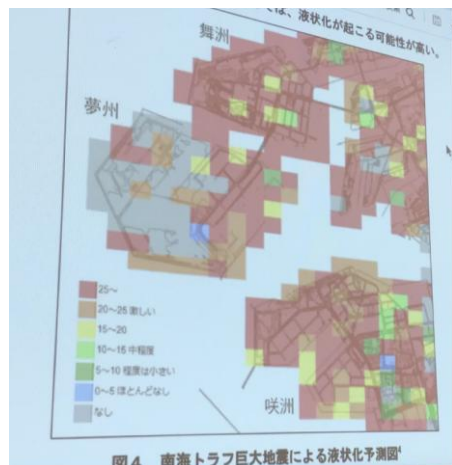 は、液状化が起こる可能性が高い。
舞洲
夢州
25～
20～25 激しい
15～20
10～15 中程度
5～10 程度は小さい
0～5 ほとんどなし
なし
咲洲
図4 南海トラフ巨大地震による液状化予測図4